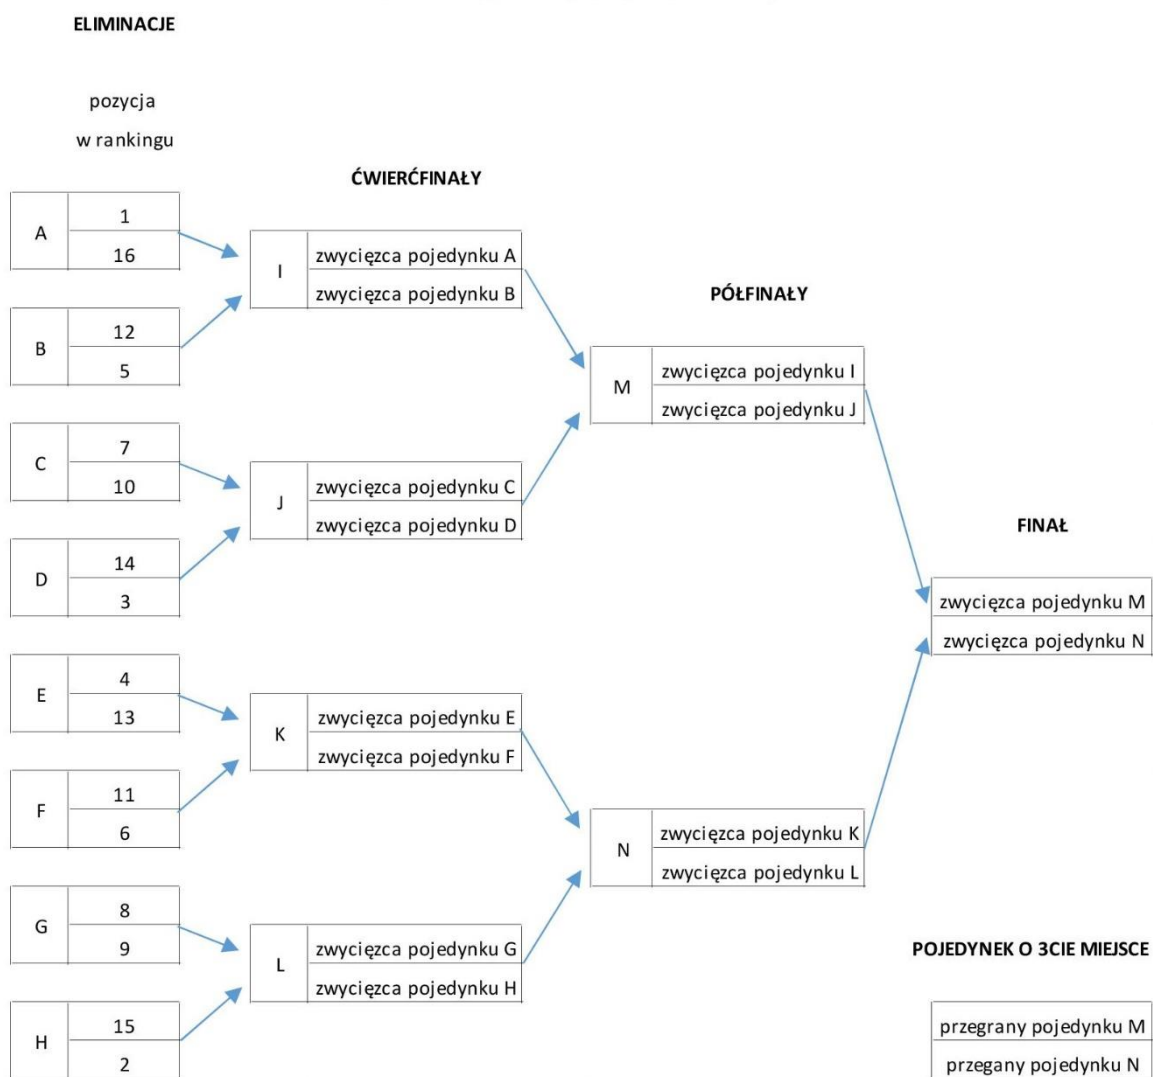 ELIMINACJE
pozycja
w rankingu
ĆWIERĆFINAŁY
A
1
16
I
zwycięzca pojedynku A
zwycięzca pojedynku B
PÓŁFINAŁY
B
12
5
M
zwycięzca pojedynku I
zwycięzca pojedynku J
C
7
10
J
zwycięzca pojedynku C
zwycięzca pojedynku D
FINAŁ
D
14
3
zwycięzca pojedynku M
zwycięzca pojedynku N
E
4
13
K
zwycięzca pojedynku E
zwycięzca pojedynku F
F
11
6
N
zwycięzca pojedynku K
zwycięzca pojedynku L
G
8
9
L
zwycięzca pojedynku G
zwycięzca pojedynku H
POJEDYNEK O 3CIE MIEJSCE
H
15
2
przegrany pojedynku M
przegany pojedynku N